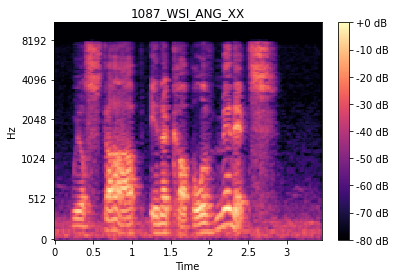 1087_WSI_ANG_XX
+0 dB
8192
-10 dB
4096
-20 dB
-30 dB
2048
Hz
-40 dB
1024
-50 dB
512
-60 dB
-70 dB
0
-80 dB
0 0.5 1 1.5 2 2.5 3
Time